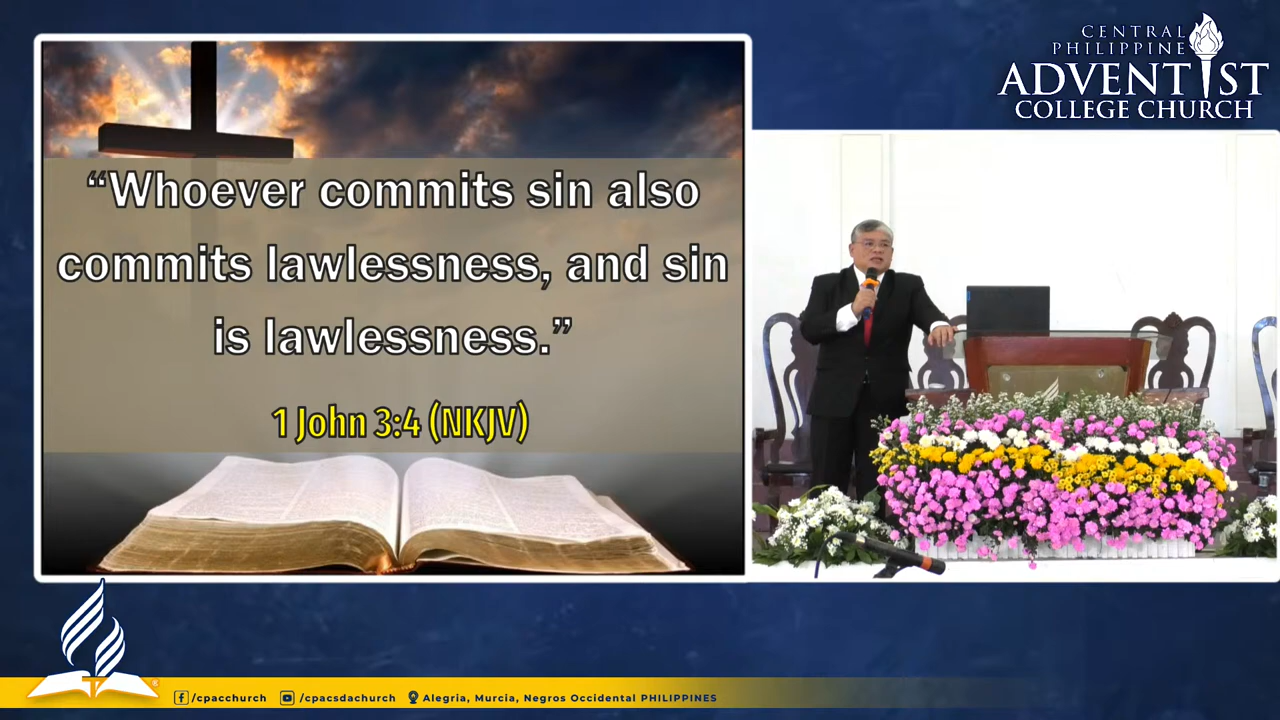 CENTRAL
PHILIPPINE
ADVENTIST
COLLEGE CHURCH
“Whoever commits sin also
commits lawlessness, and sin
is lawlessness.”
1 John 3:4 (NKJV)
/cpacchurch /cpacsdachurch Alegria, Murcia, Negros Occidental PHILIPPINES